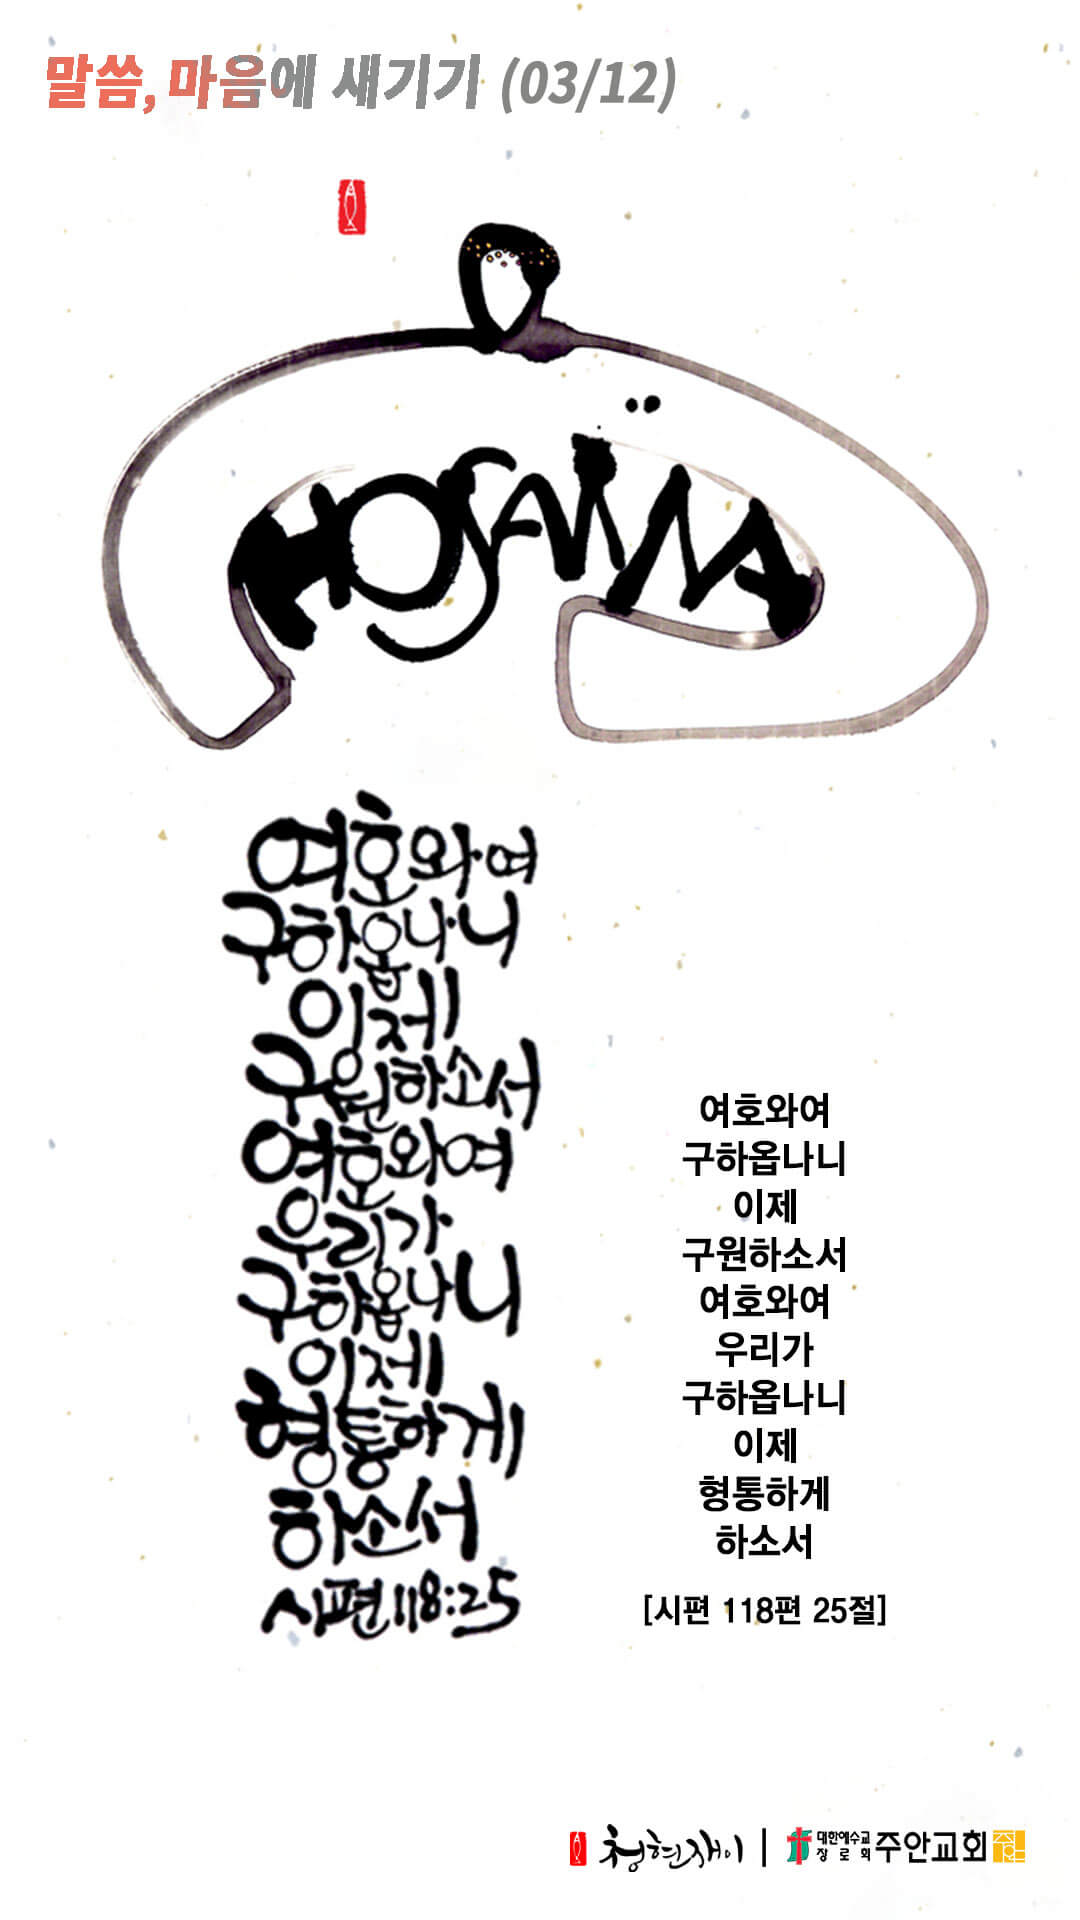 말씀, 마음에 새기기 (03/12)
HOSANNA
여호와여
구하옵나니
이제
구원하소서
여호와여
우리가
구하옵나니
이제
형통하게
하소서
시편 118:25
여호와여
구하옵나니
이제
구원하소서
여호와여
우리가
구하옵나니
이제
형통하게
하소서
[시편 118편 25절]
청현재이 | 대한예수교 장로회 주안교회